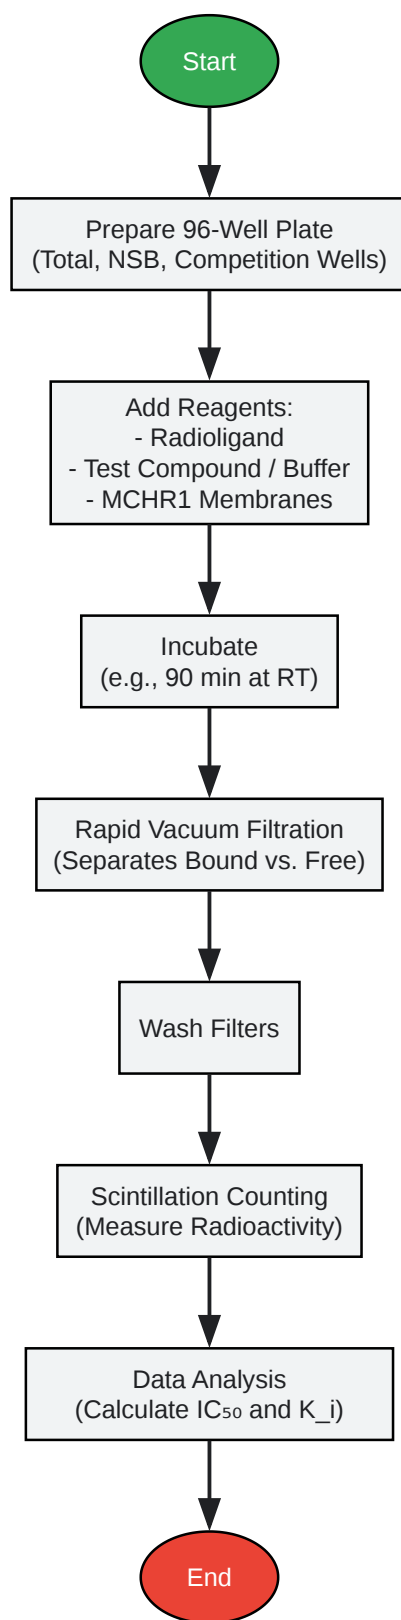 Start
Prepare 96-Well Plate
(Total, NSB, Competition Wells)
Add Reagents:
- Radioligand
- Test Compound / Buffer
- MCHR1 Membranes
Incubate
(e.g., 90 min at RT)
Rapid Vacuum Filtration
(Separates Bound vs. Free)
Wash Filters
Scintillation Counting
(Measure Radioactivity)
Data Analysis
(Calculate IC₅₀ and K_i)
End